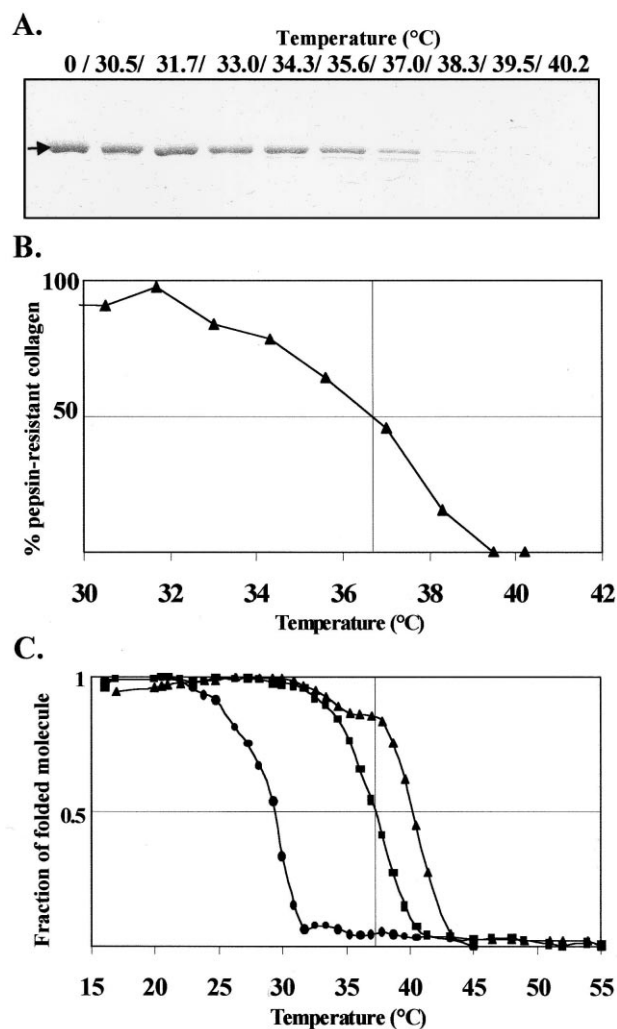 A.
Temperature (°C)
0 / 30.5/ 31.7/ 33.0/ 34.3/ 35.6/ 37.0/ 38.3/ 39.5/ 40.2
B.
100
50
% pepsin-resistant collagen
30 32 34 36 38 40 42
Temperature (°C)
C.
1
0.5
Fraction of folded molecule
15 20 25 30 35 40 45 50 55
Temperature (°C)